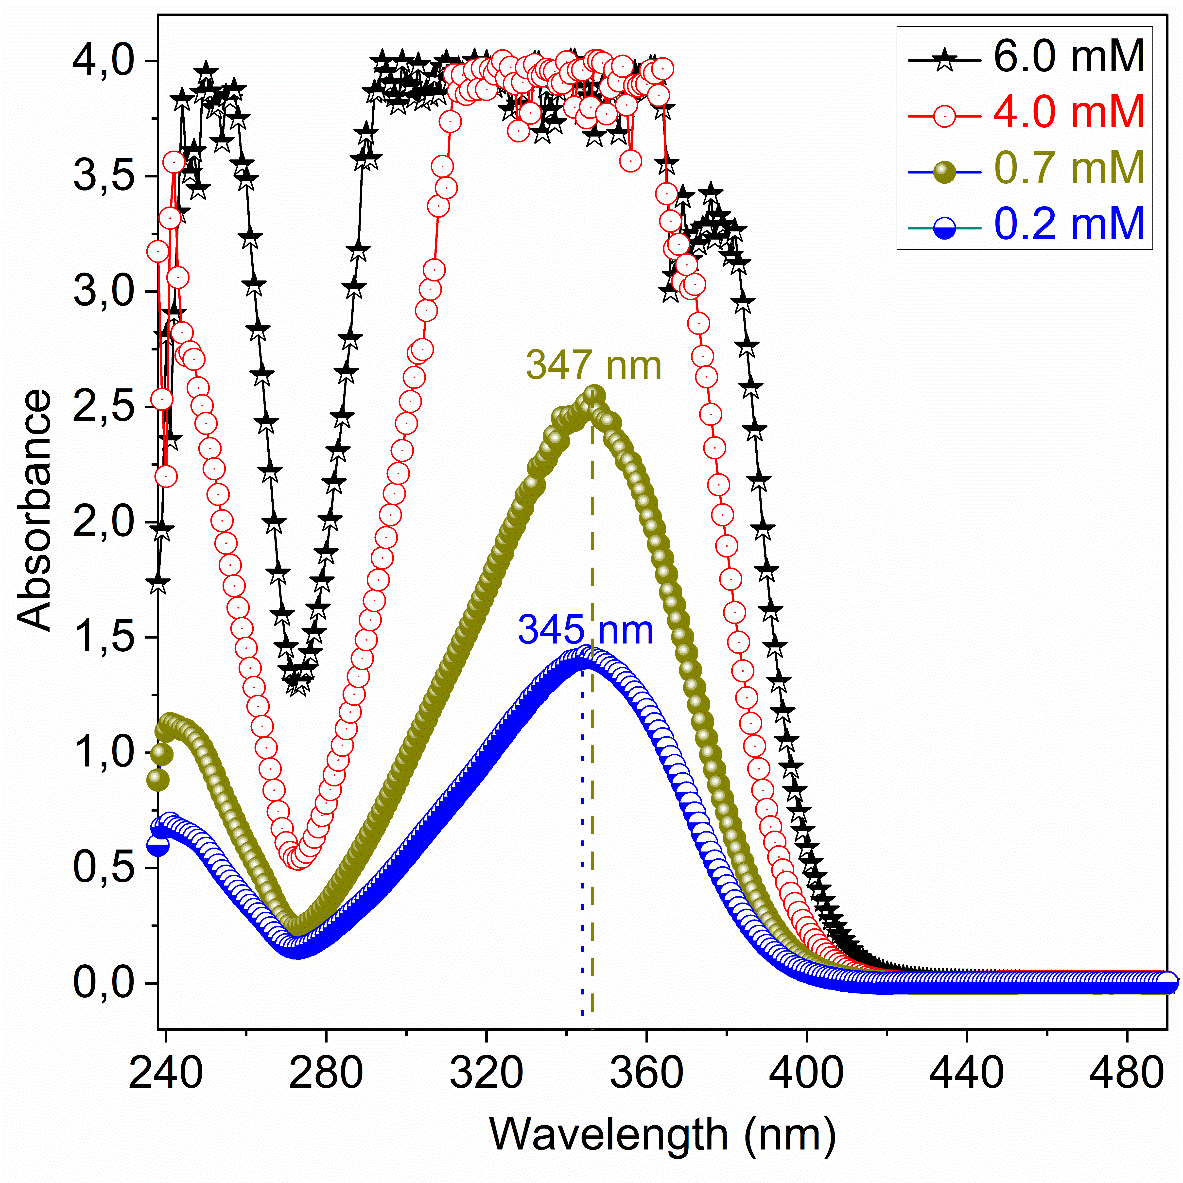 6.0 mM
4.0 mM
0.7 mM
0.2 mM
4,0
3,5
3,0
2,5
2,0
1,5
1,0
0,5
0,0
Absorbance
347 nm
345 nm
240 280 320 360 400 440 480
Wavelength (nm)